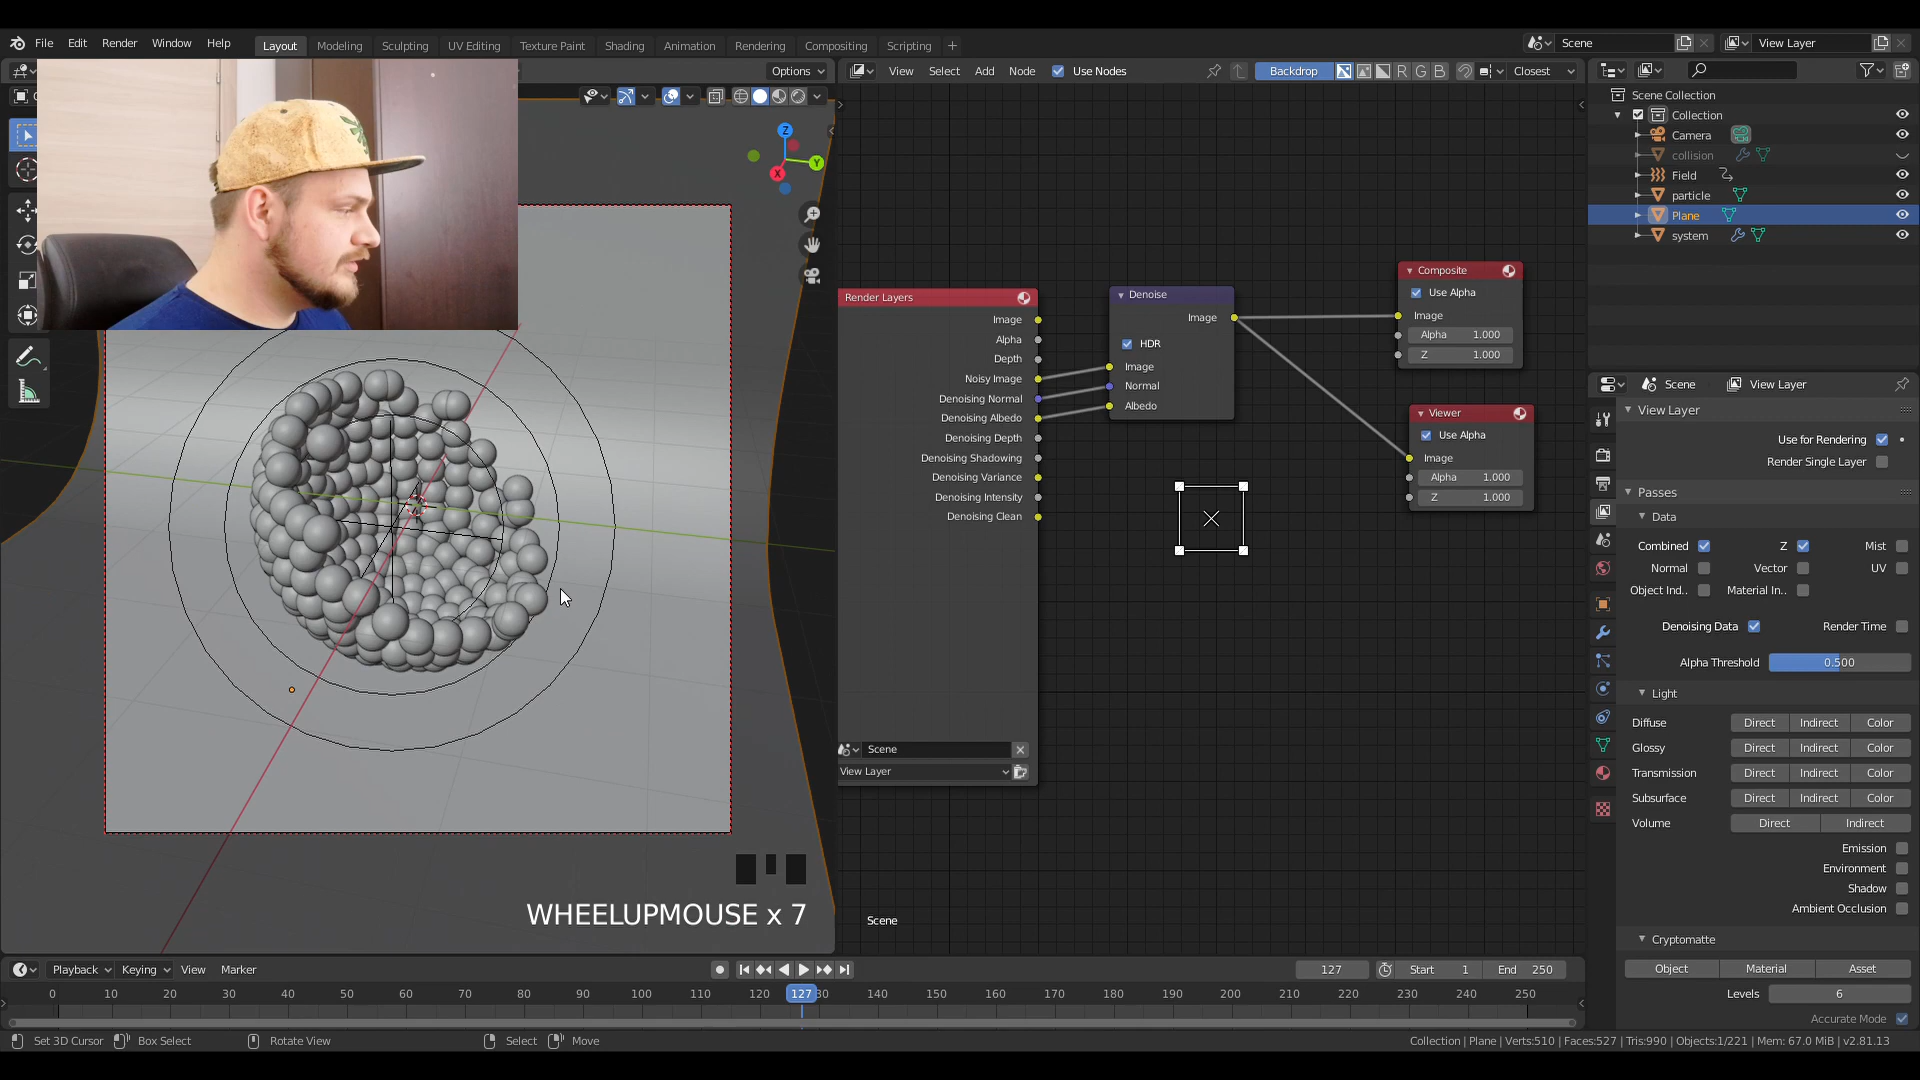 File Edit Render Window Help Layout Modeling Sculpting UV Editing Texture Paint Shading Animation Rendering Compositing Scripting + Scene View Layer
Options View Select Add Node Use Nodes Backdrop R G B Closest
Scene Collection
Collection
Camera
collision
Field
particle
Plane
system
Z
Y
X
Render Layers
Image
Alpha
Depth
Noisy Image
Denoising Normal
Denoising Albedo
Denoising Depth
Denoising Shadowing
Denoising Variance
Denoising Intensity
Denoising Clean
Scene
View Layer
Denoise
Image
HDR
Image
Normal
Albedo
Composite
Use Alpha
Image
Alpha 1.000
Z 1.000
Viewer
Use Alpha
Image
Alpha 1.000
Z 1.000
Scene
WHEELUPMOUSE x 7
Scene View Layer
View Layer
Use for Rendering
Render Single Layer
Passes
Data
Combined Z Mist
Normal Vector UV
Object Ind.. Material In..
Denoising Data Render Time
Alpha Threshold 0.500
Light
Diffuse Direct Indirect Color
Glossy Direct Indirect Color
Transmission Direct Indirect Color
Subsurface Direct Indirect Color
Volume Direct Indirect
Emission
Environment
Shadow
Ambient Occlusion
Cryptomatte
Object Material Asset
Levels 6
Accurate Mode
Playback Keying View Marker 127 Start 1 End 250
0 10 20 30 40 50 60 70 80 90 100 110 120 127 30 140 150 160 170 180 190 200 210 220 230 240 250
Set 3D Cursor Box Select Rotate View Select Move Collection | Plane | Verts:510 | Faces:527 | Tris:990 | Objects:1/221 | Mem: 67.0 MiB | v2.81.13